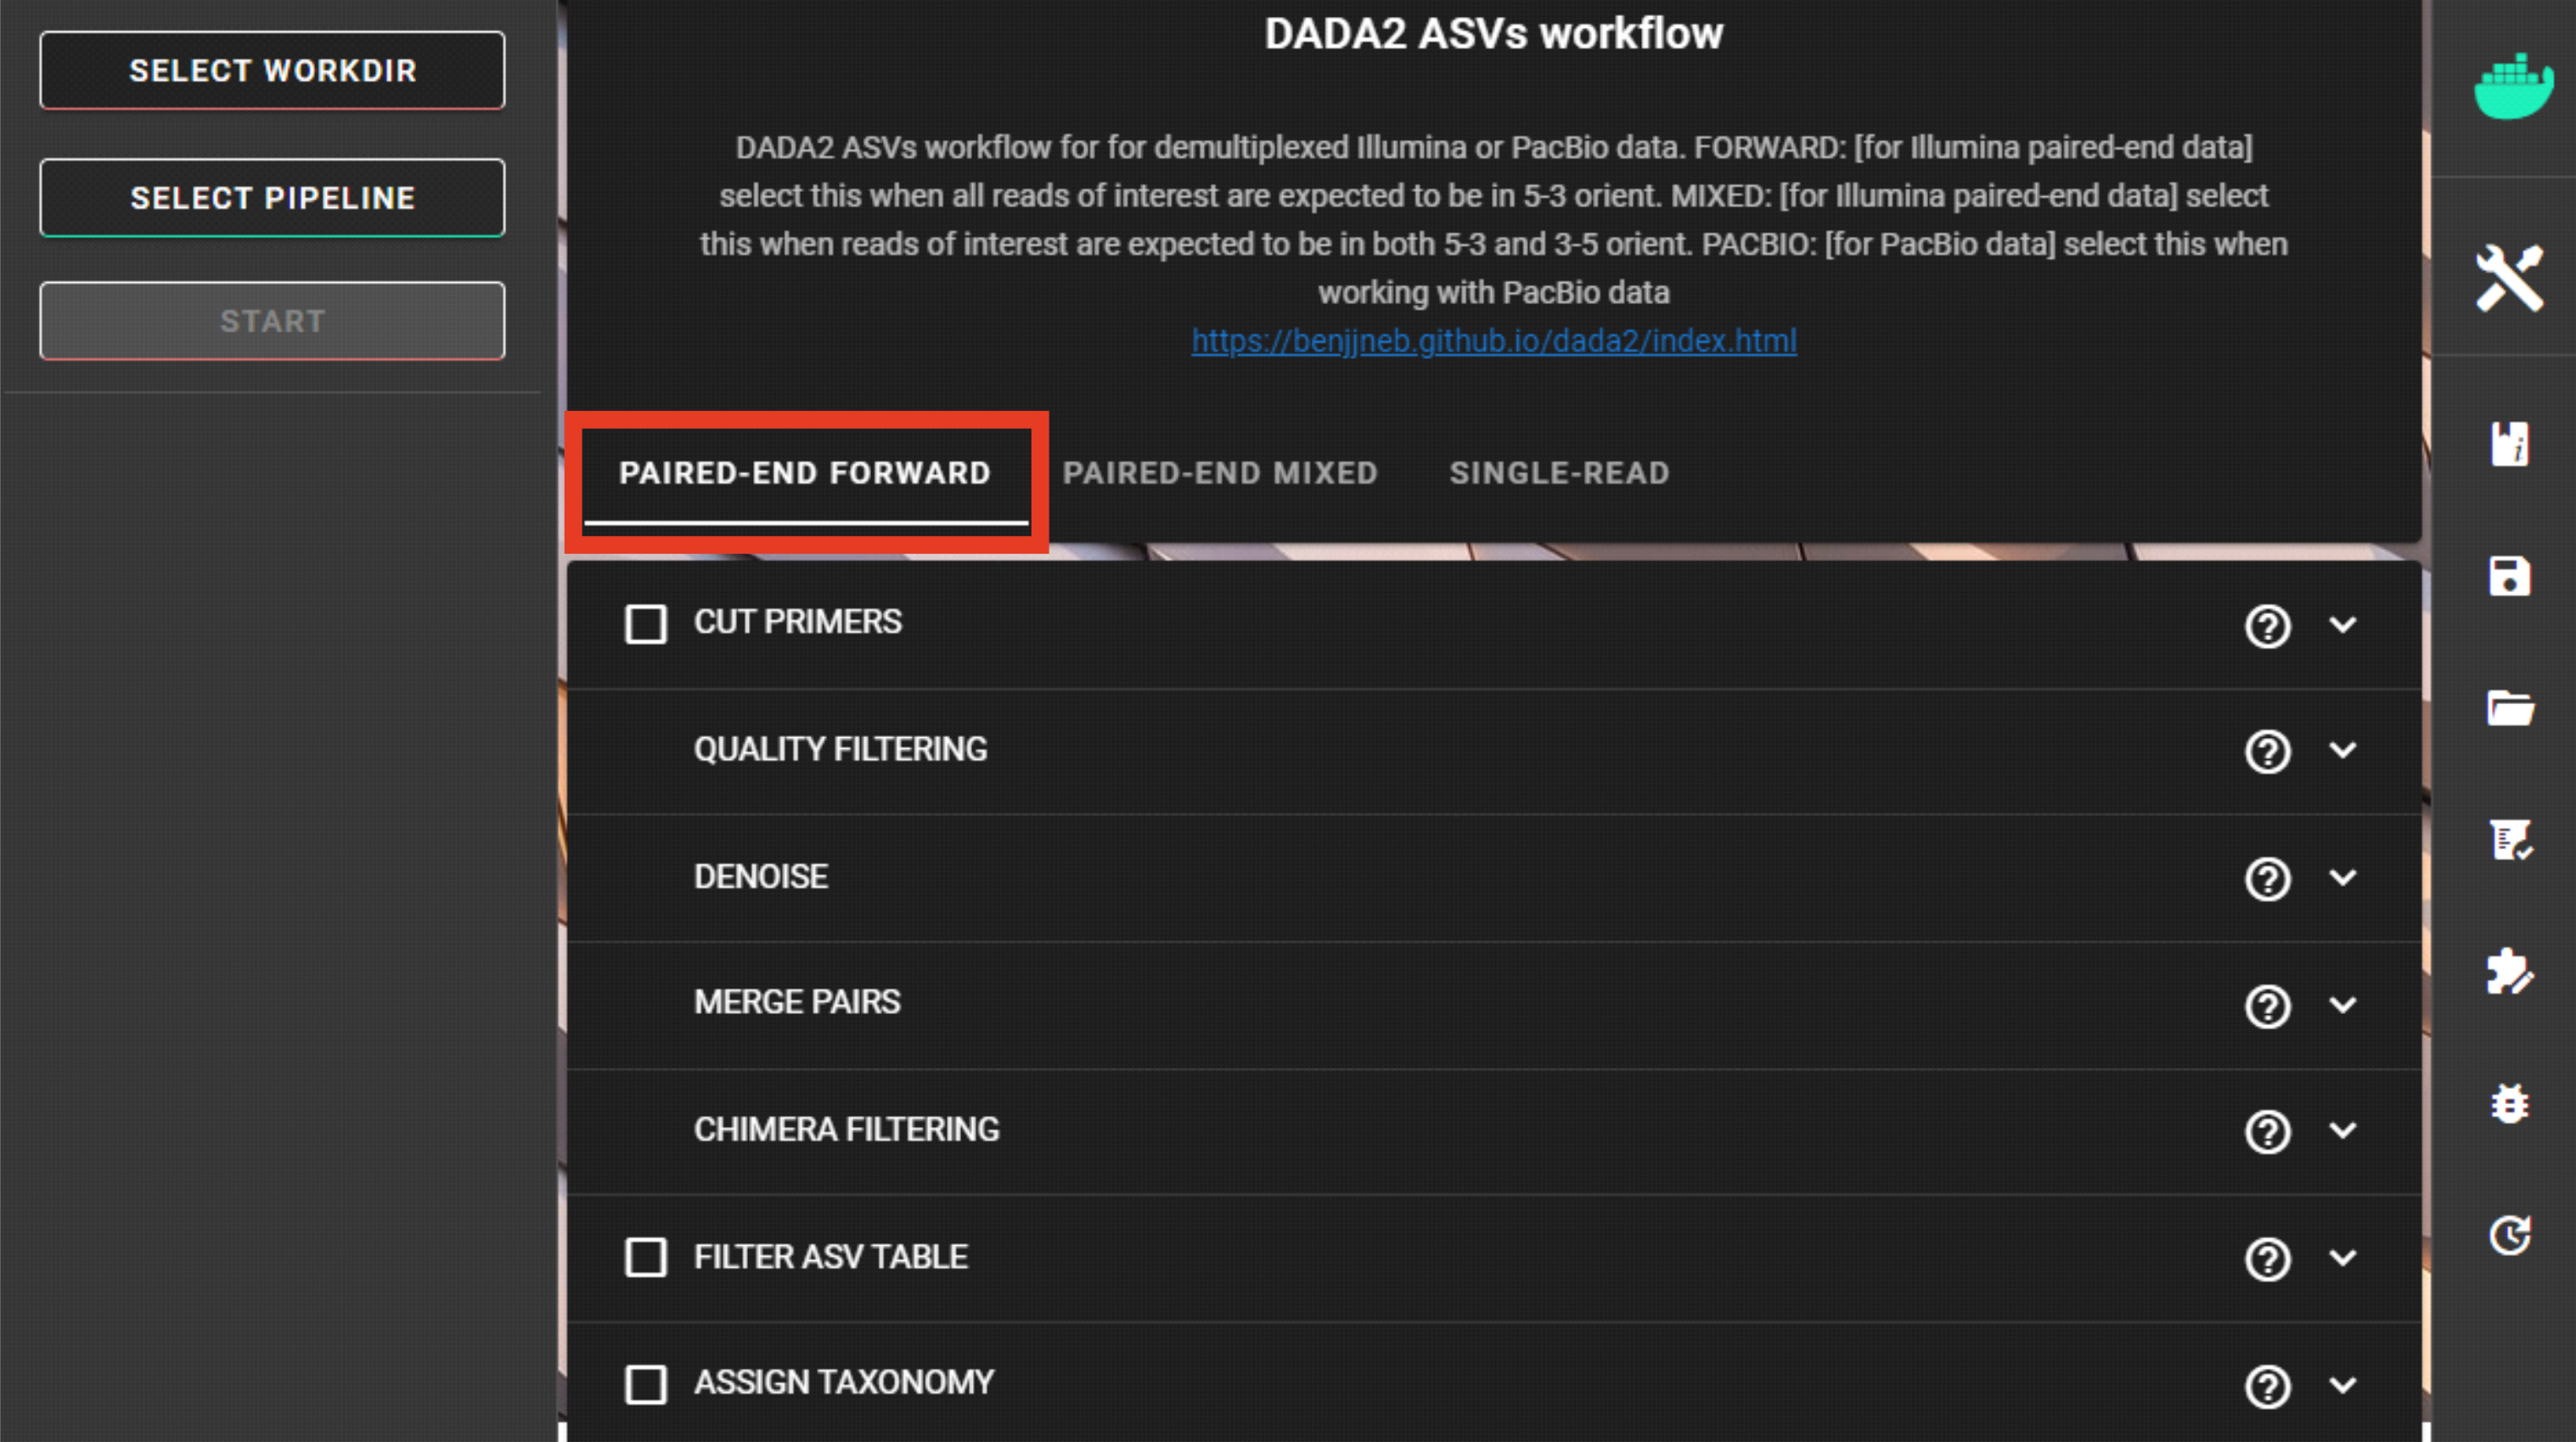 SELECT WORKDIR
SELECT PIPELINE
START
DADA2 ASVs workflow
DADA2 ASVs workflow for for demultiplexed Illumina or PacBio data. FORWARD: [for Illumina paired-end data]
select this when all reads of interest are expected to be in 5-3 orient. MIXED: [for Illumina paired-end data] select
this when reads of interest are expected to be in both 5-3 and 3-5 orient. PACBIO: [for PacBio data] select this when
working with PacBio data
https://benjjneb.github.io/dada2/index.html
PAIRED-END FORWARD PAIRED-END MIXED SINGLE-READ
CUT PRIMERS
QUALITY FILTERING
DENOISE
MERGE PAIRS
CHIMERA FILTERING
FILTER ASV TABLE
ASSIGN TAXONOMY